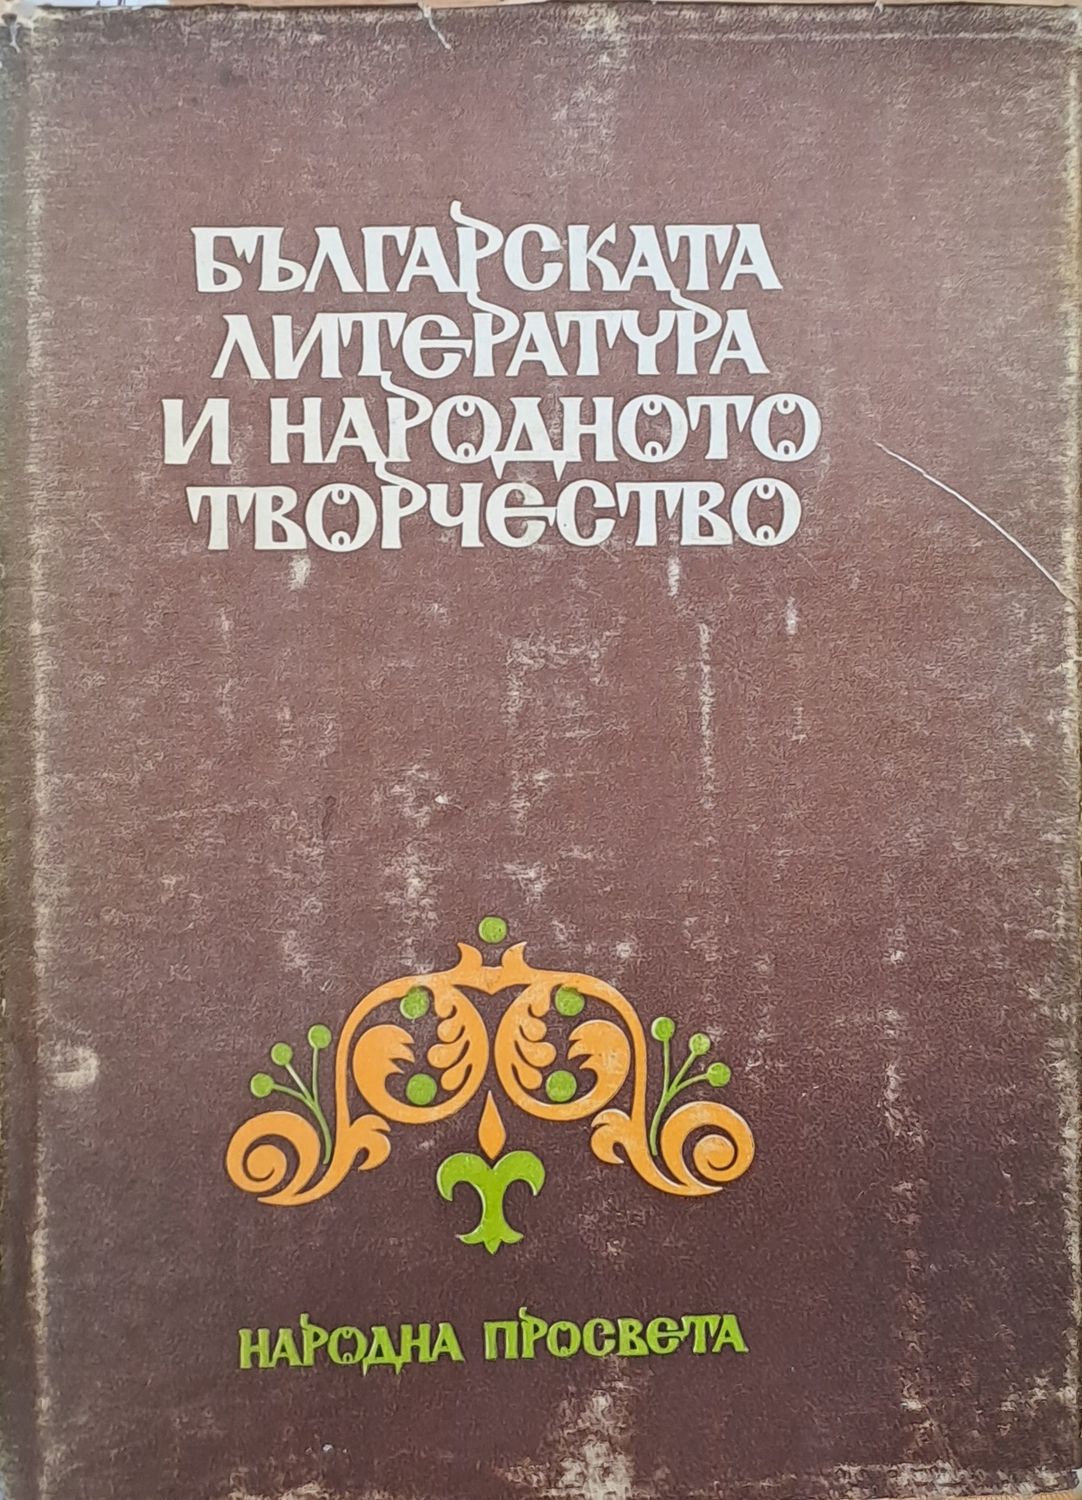 БЪЛГАРСКАТА
ЛИТЕРАТУРА
И НАРОДНОТО
ТВОРЧЕСТВО
НАРОДНА ПРОСВЕТА